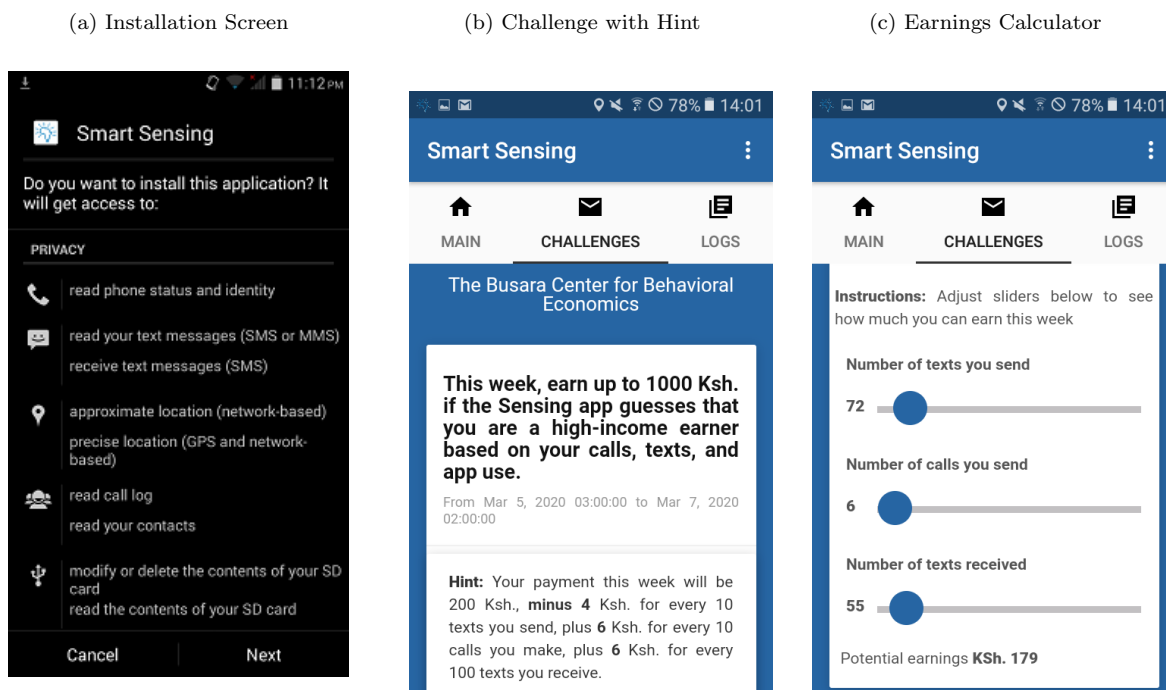 (a) Installation Screen
11:12 PM
Smart Sensing
Do you want to install this application? It
will get access to:
PRIVACY
read phone status and identity
read your text messages (SMS or MMS)
receive text messages (SMS)
approximate location (network-based)
precise location (GPS and network-
based)
read call log
read your contacts
modify or delete the contents of your SD
card
read the contents of your SD card
Cancel Next
(b) Challenge with Hint
78% 14:01
Smart Sensing
MAIN CHALLENGES LOGS
The Busara Center for Behavioral
Economics
This week, earn up to 1000 Ksh.
if the Sensing app guesses that
you are a high-income earner
based on your calls, texts, and
app use.
From Mar 5, 2020 03:00:00 to Mar 7, 2020
02:00:00
Hint: Your payment this week will be
200 Ksh., minus 4 Ksh. for every 10
texts you send, plus 6 Ksh. for every 10
calls you make, plus 6 Ksh. for every
100 texts you receive.
(c) Earnings Calculator
78% 14:01
Smart Sensing
MAIN CHALLENGES LOGS
Instructions: Adjust sliders below to see
how much you can earn this week
Number of texts you send
72
Number of calls you send
6
Number of texts received
55
Potential earnings KSh. 179